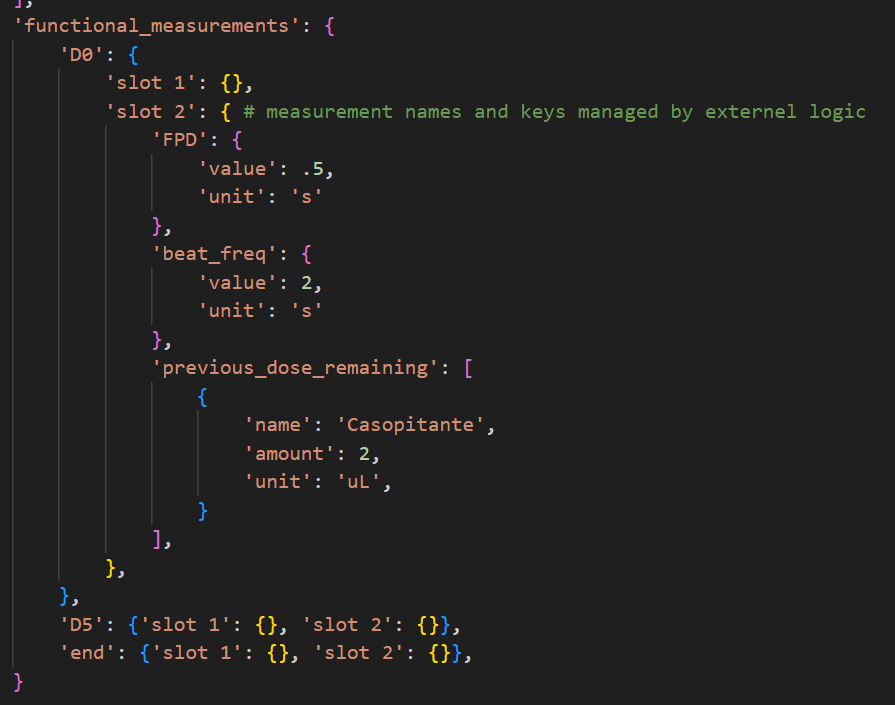 ],
'functional_measurements': {
    'D0': {
        'slot 1': {},
        'slot 2': { # measurement names and keys managed by externel logic
            'FPD': {
                'value': .5,
                'unit': 's'
            },
            'beat_freq': {
                'value': 2,
                'unit': 's'
            },
            'previous_dose_remaining': [
                {
                    'name': 'Casopitante',
                    'amount': 2,
                    'unit': 'uL',
                }
            ],
        },
    },
    'D5': {'slot 1': {}, 'slot 2': {}},
    'end': {'slot 1': {}, 'slot 2': {}},
}